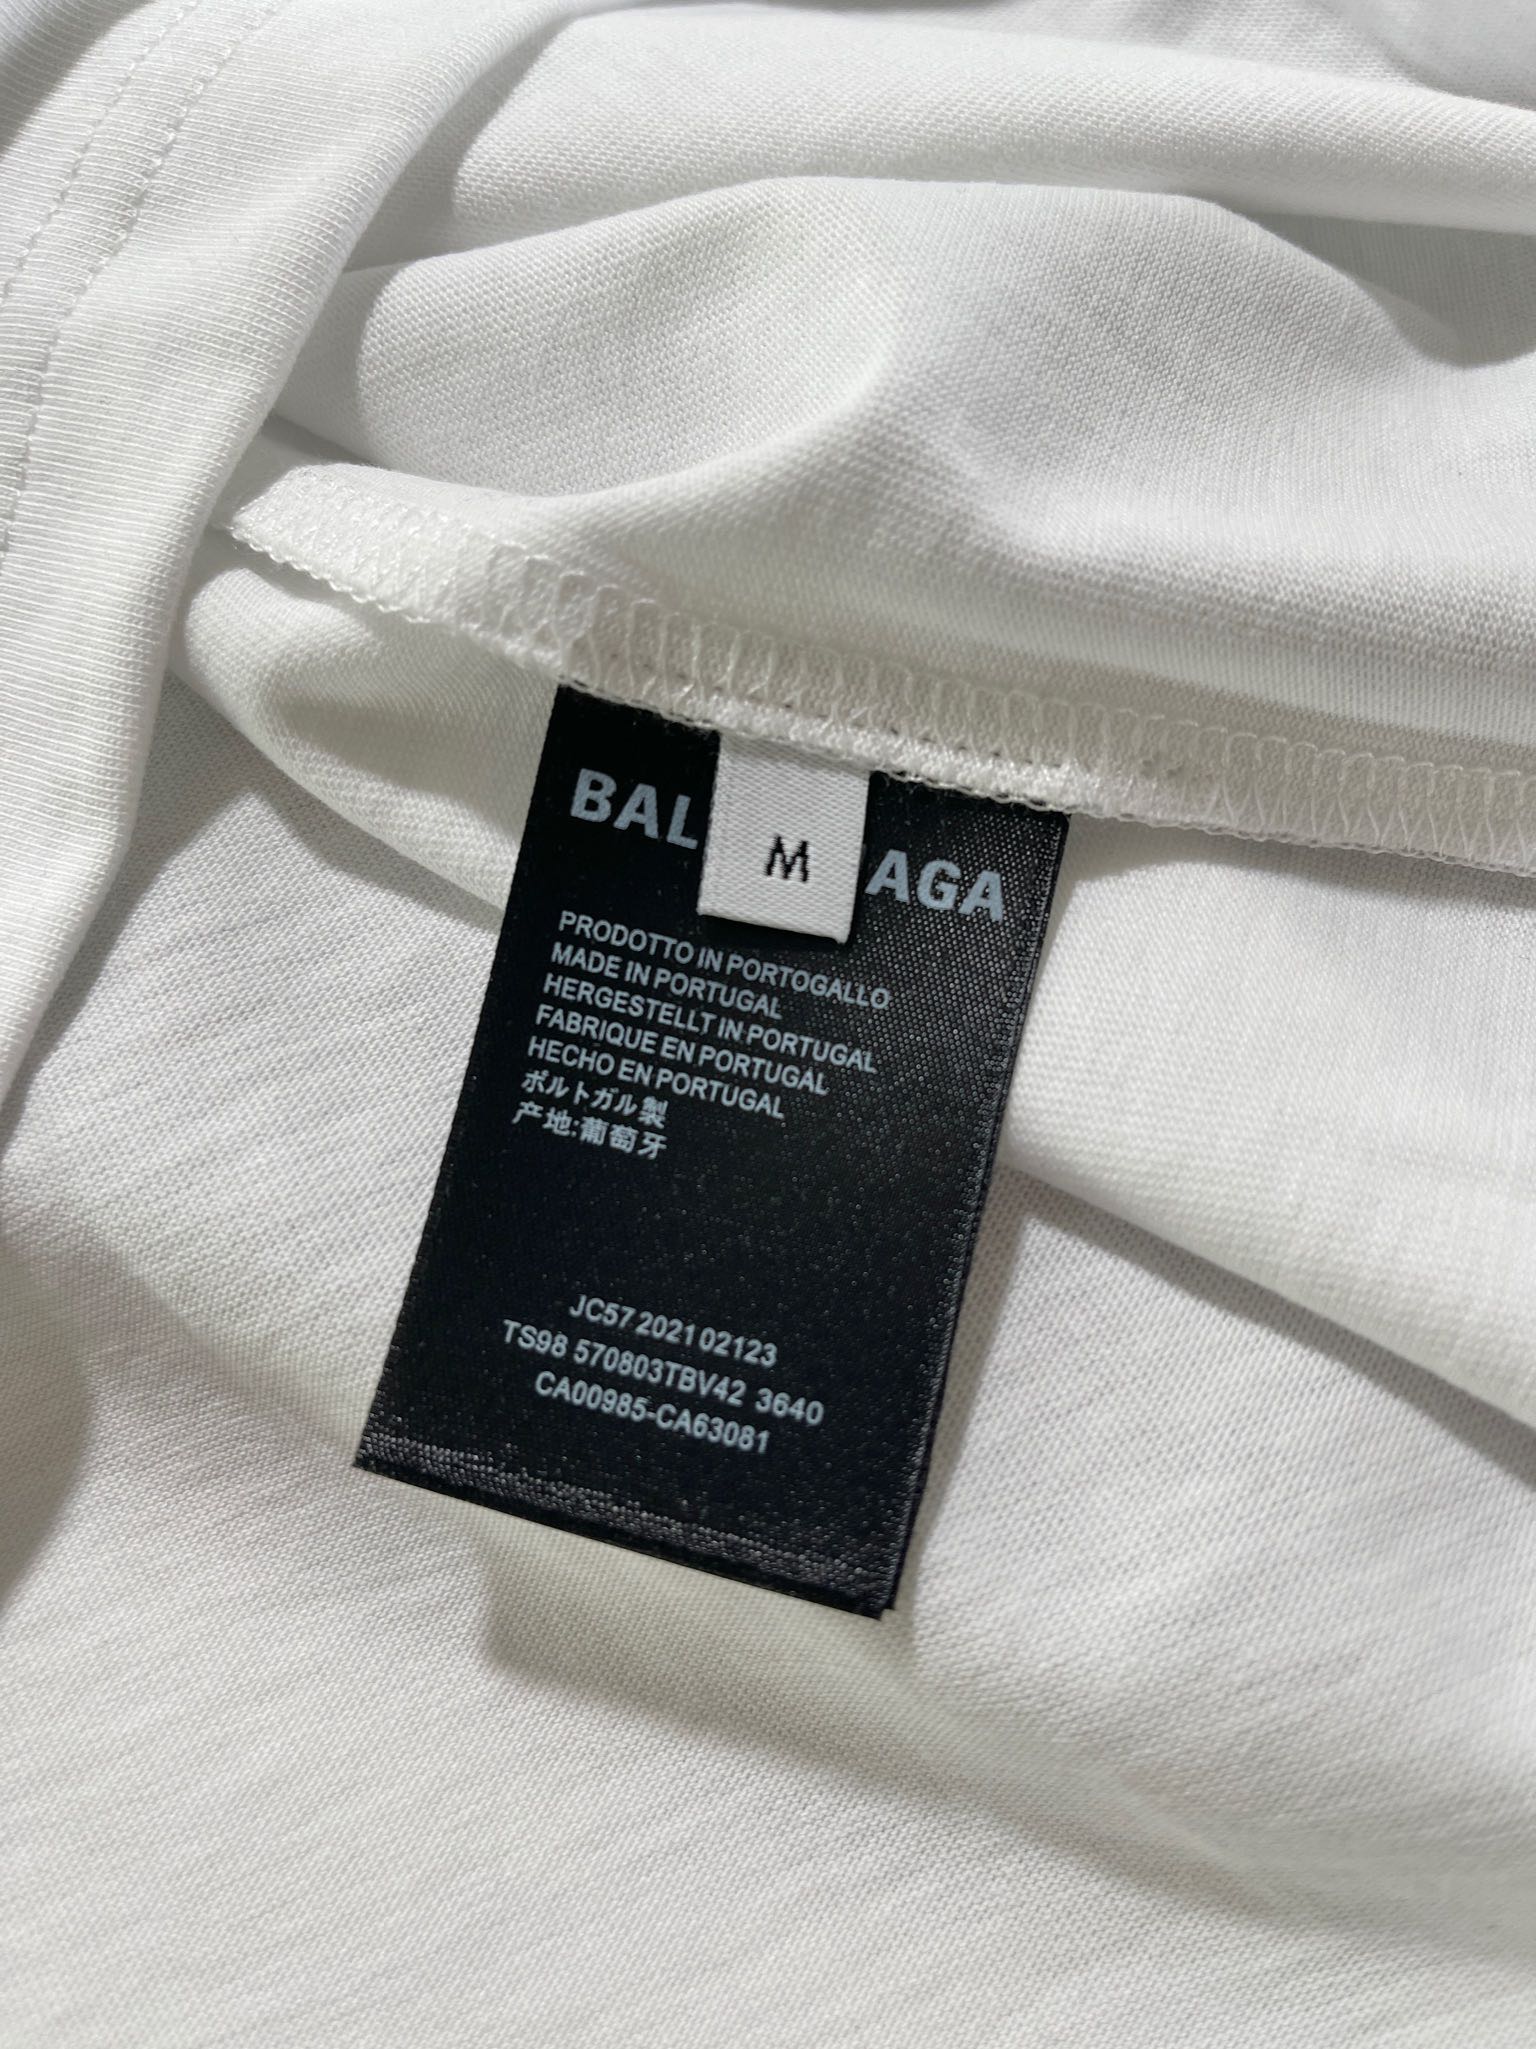 BAL AGA
M
PRODOTTO IN PORTOGALLO
MADE IN PORTUGAL
HERGESTELLT IN PORTUGAL
FABRIQUE EN PORTUGAL
HECHO EN PORTUGAL
ポルトガル製
产地:葡萄牙
JC57 2021 02123
TS98 570803TBV42 3640
CA00985-CA63081